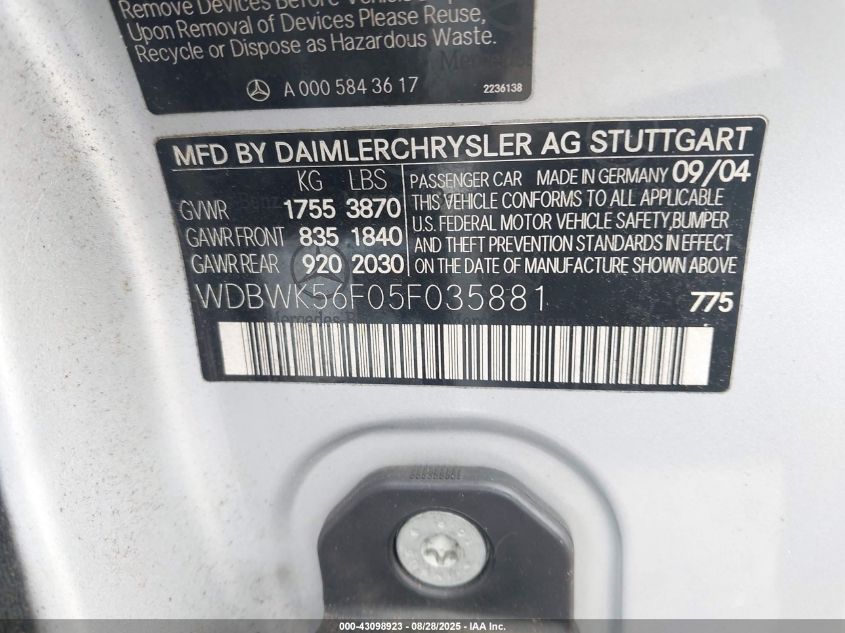 Remove Devices Before Vehicle
Upon Removal of Devices Please Reuse,
Recycle or Dispose as Hazardous Waste.
A 000 584 36 17
2236138
MFD BY DAIMLERCHRYSLER AG STUTTGART
KG LBS
GVWR 1755 3870
GAWR FRONT 835 1840
GAWR REAR 920 2030
PASSENGER CAR MADE IN GERMANY 09/04
THIS VEHICLE CONFORMS TO ALL APPLICABLE
U.S. FEDERAL MOTOR VEHICLE SAFETY,BUMPER
AND THEFT PREVENTION STANDARDS IN EFFECT
ON THE DATE OF MANUFACTURE SHOWN ABOVE
WDBWK56F05F035881
775
000-43098923 - 08/28/2025 - IAA Inc.